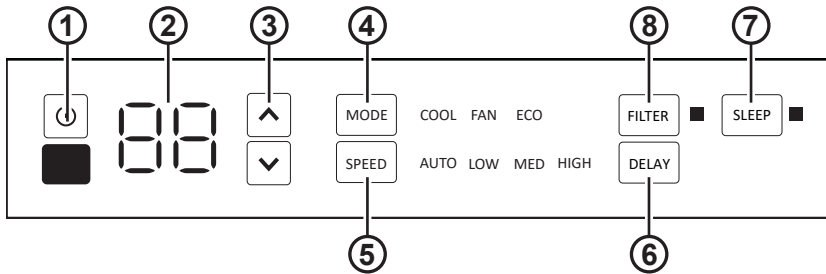 1 2 3 4 8 7
88
MODE COOL FAN ECO FILTER SLEEP
SPEED AUTO LOW MED HIGH DELAY
5 6